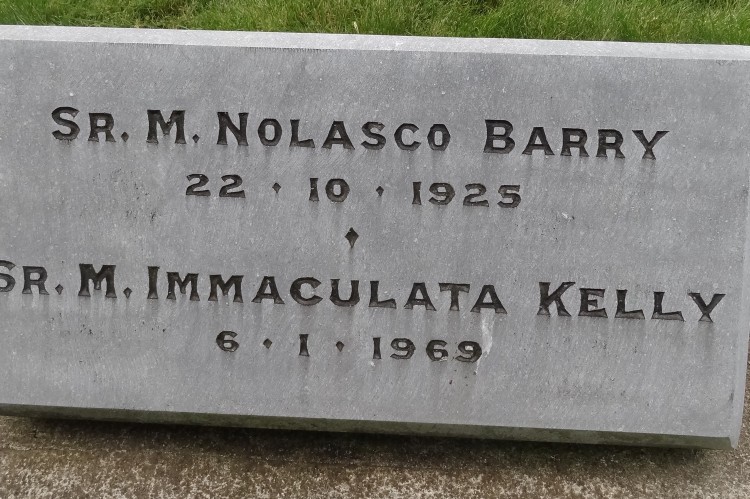 SR. M. NOLASCO BARRY
22 · 10 · 1925
SR. M. IMMACULATA KELLY
6 · 1 · 1969